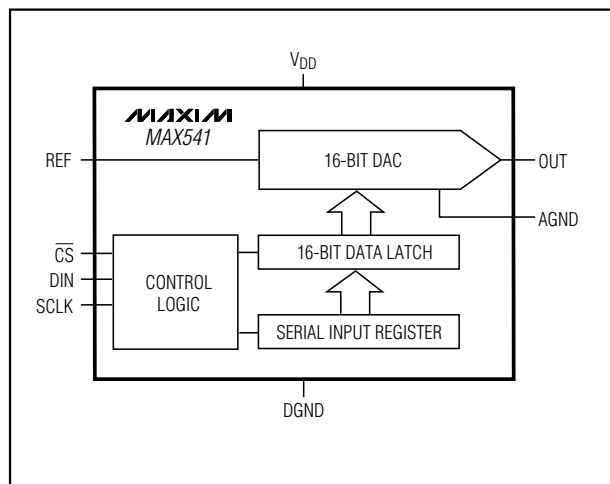 VDD
MAXIM
MAX541
REF
16-BIT DAC
OUT
AGND
CS
DIN
SCLK
CONTROL
LOGIC
16-BIT DATA LATCH
SERIAL INPUT REGISTER
DGND